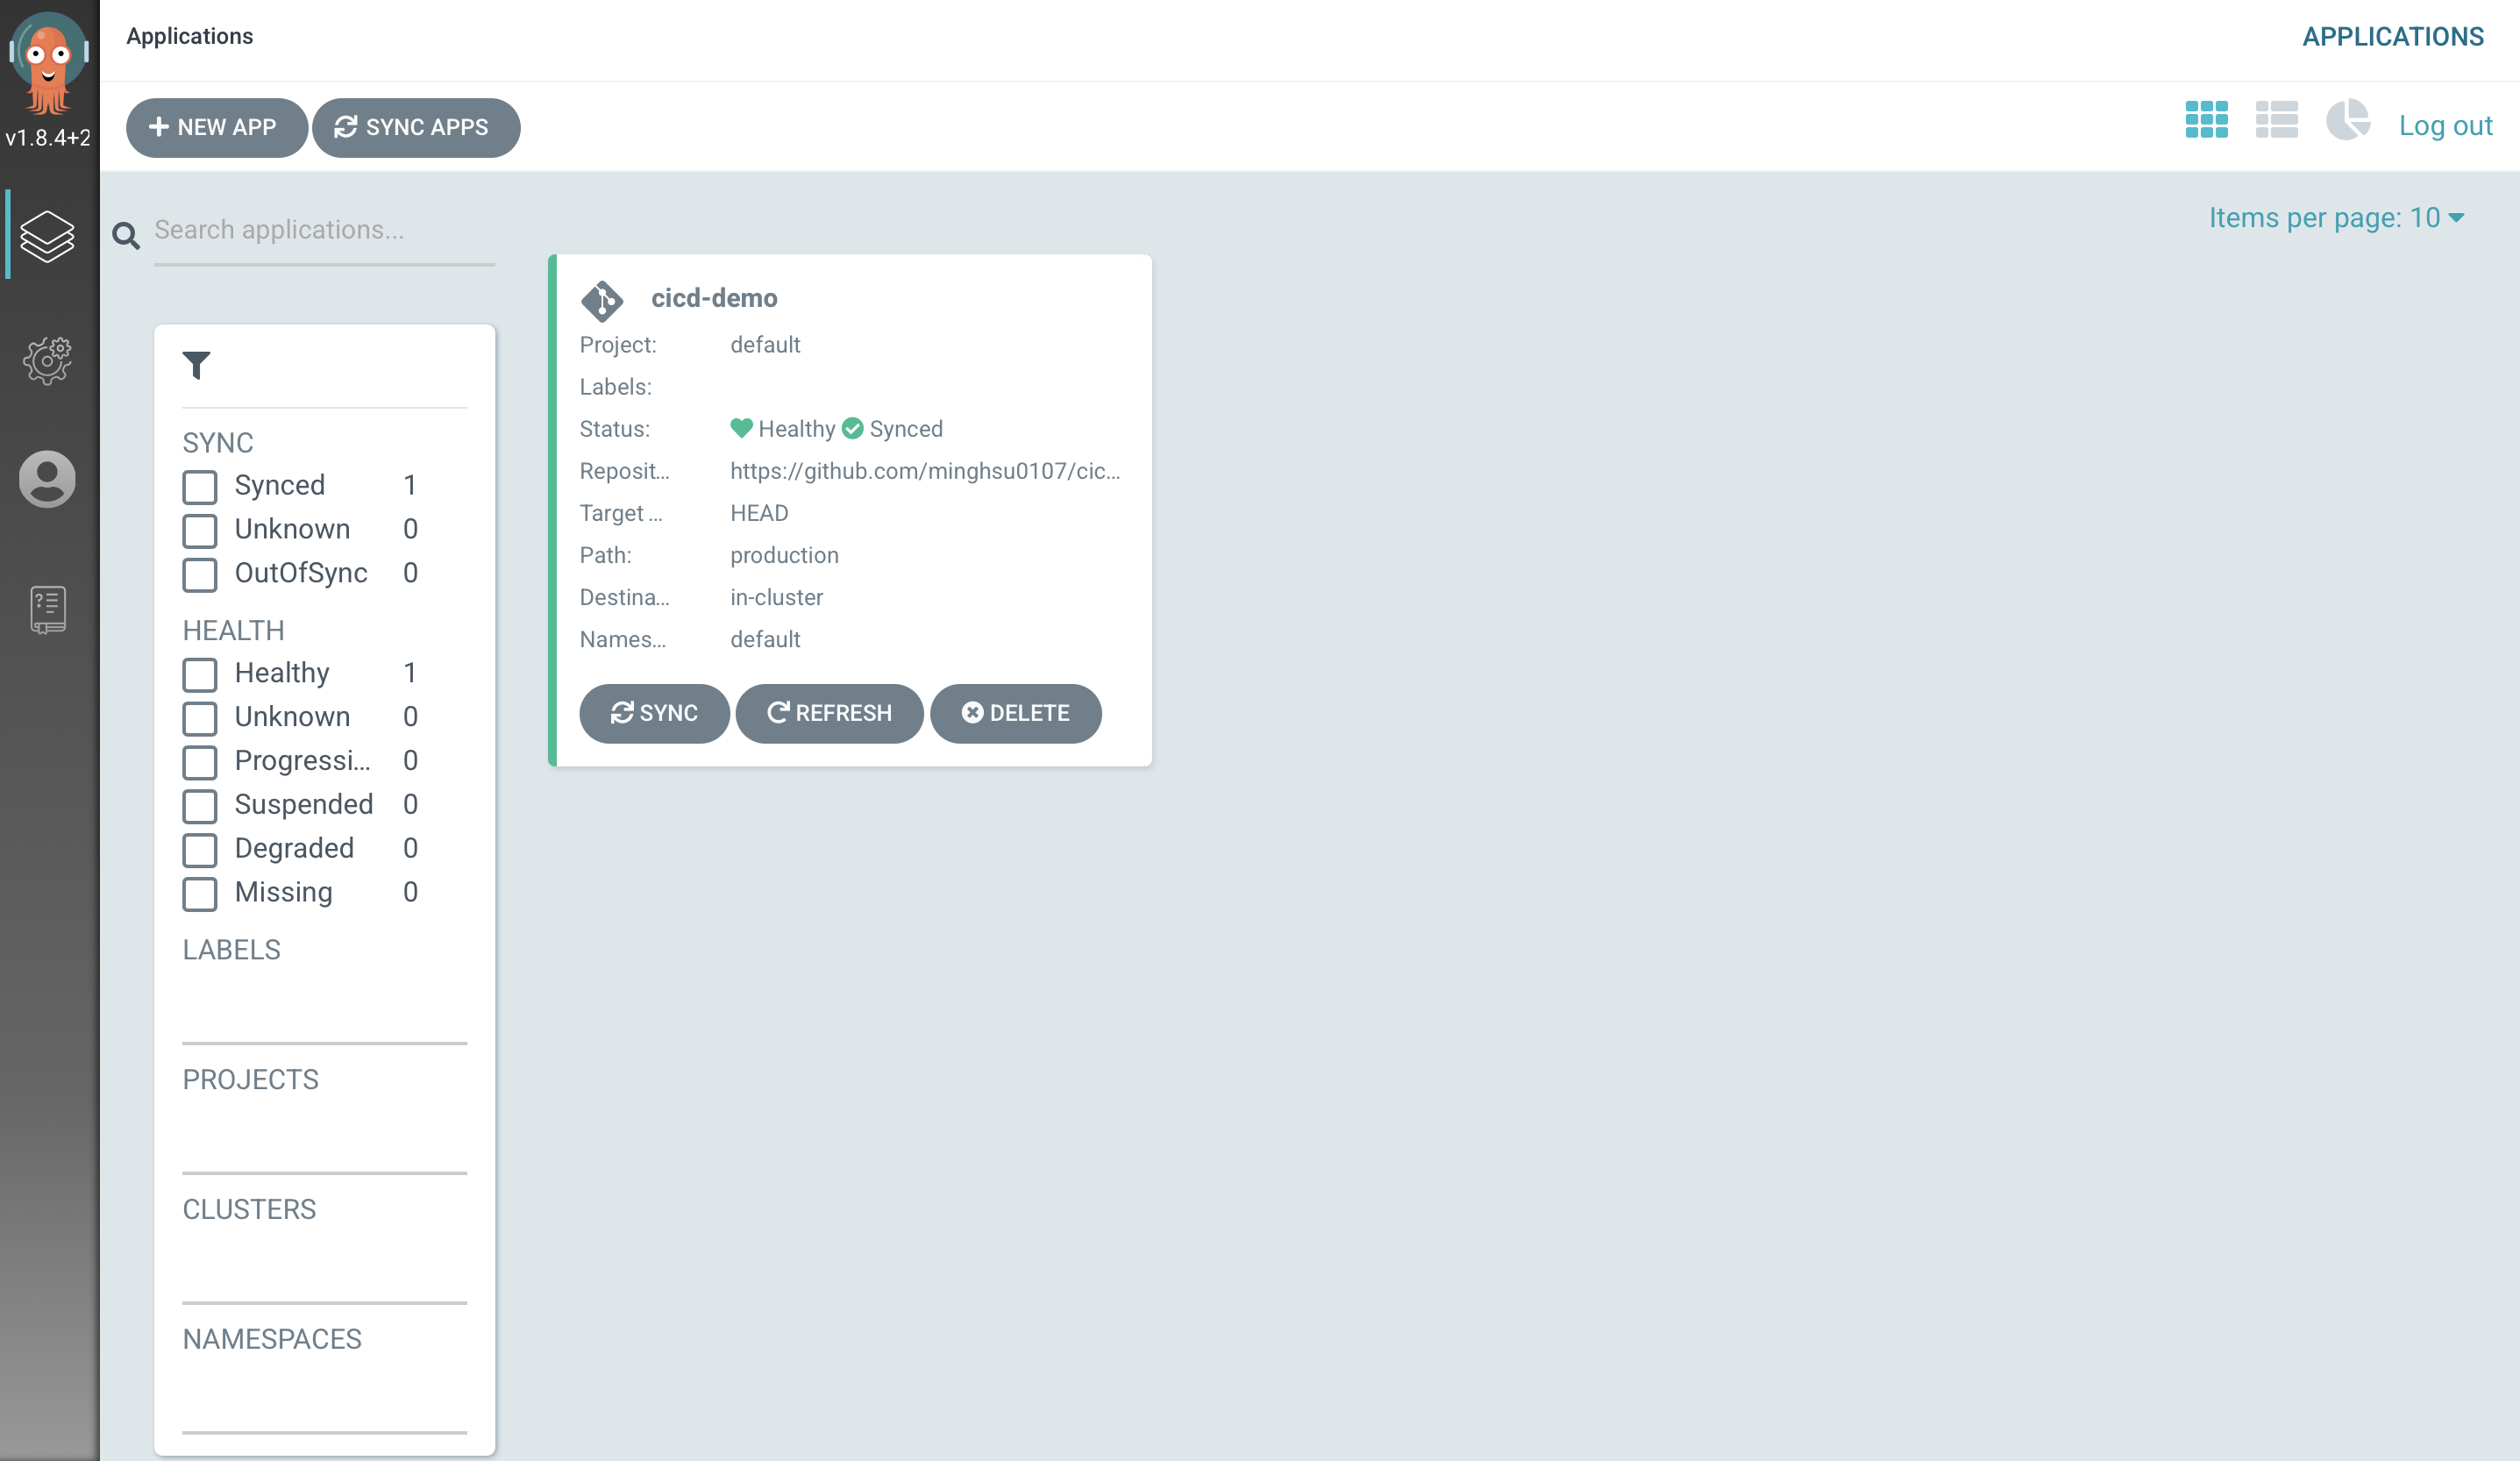 Applications
APPLICATIONS
v1.8.4+2
NEW APP
SYNC APPS
Log out
Search applications...
Items per page: 10
SYNC
Synced 1
Unknown 0
OutOfSync 0
HEALTH
Healthy 1
Unknown 0
Progressi... 0
Suspended 0
Degraded 0
Missing 0
LABELS
PROJECTS
CLUSTERS
NAMESPACES
cicd-demo
Project: default
Labels:
Status: Healthy Synced
Reposit... https://github.com/minghsu0107/cic...
Target ... HEAD
Path: production
Destina... in-cluster
Names... default
SYNC
REFRESH
DELETE